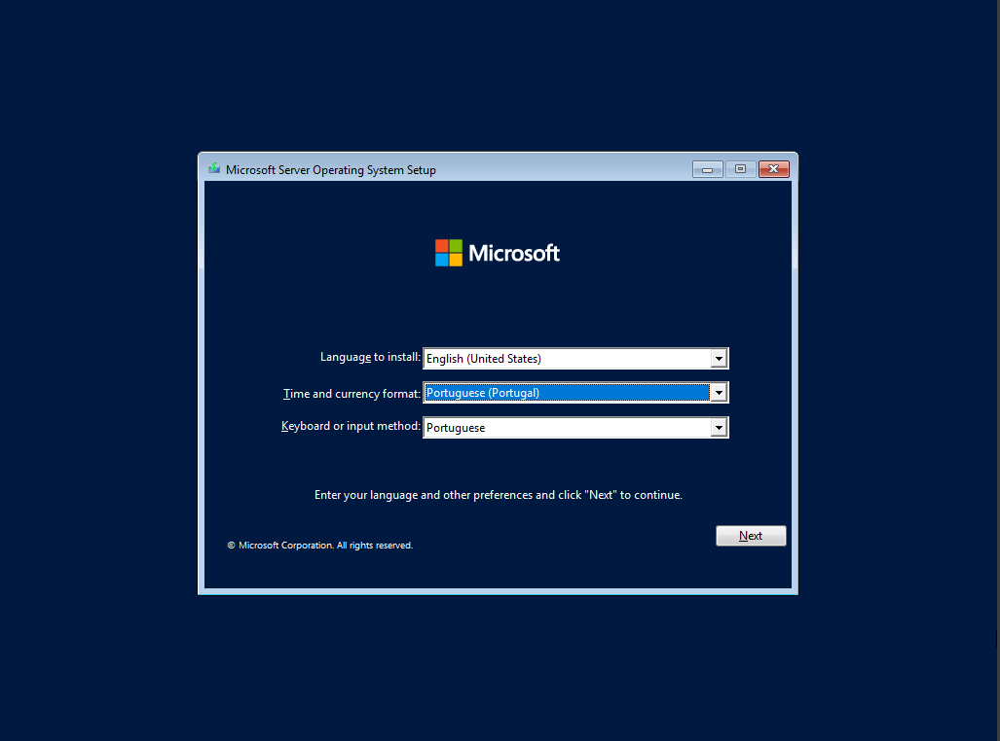 Microsoft Server Operating System Setup
Microsoft
Language to install: English (United States)
Time and currency format: Portuguese (Portugal)
Keyboard or input method: Portuguese
Enter your language and other preferences and click "Next" to continue.
Next
© Microsoft Corporation. All rights reserved.